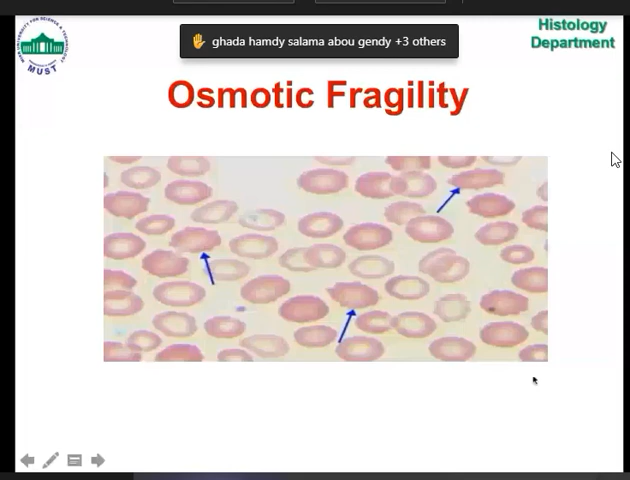 ghada hamdy salama abou gendy +3 others
Histology
Department
MUST
Osmotic Fragility